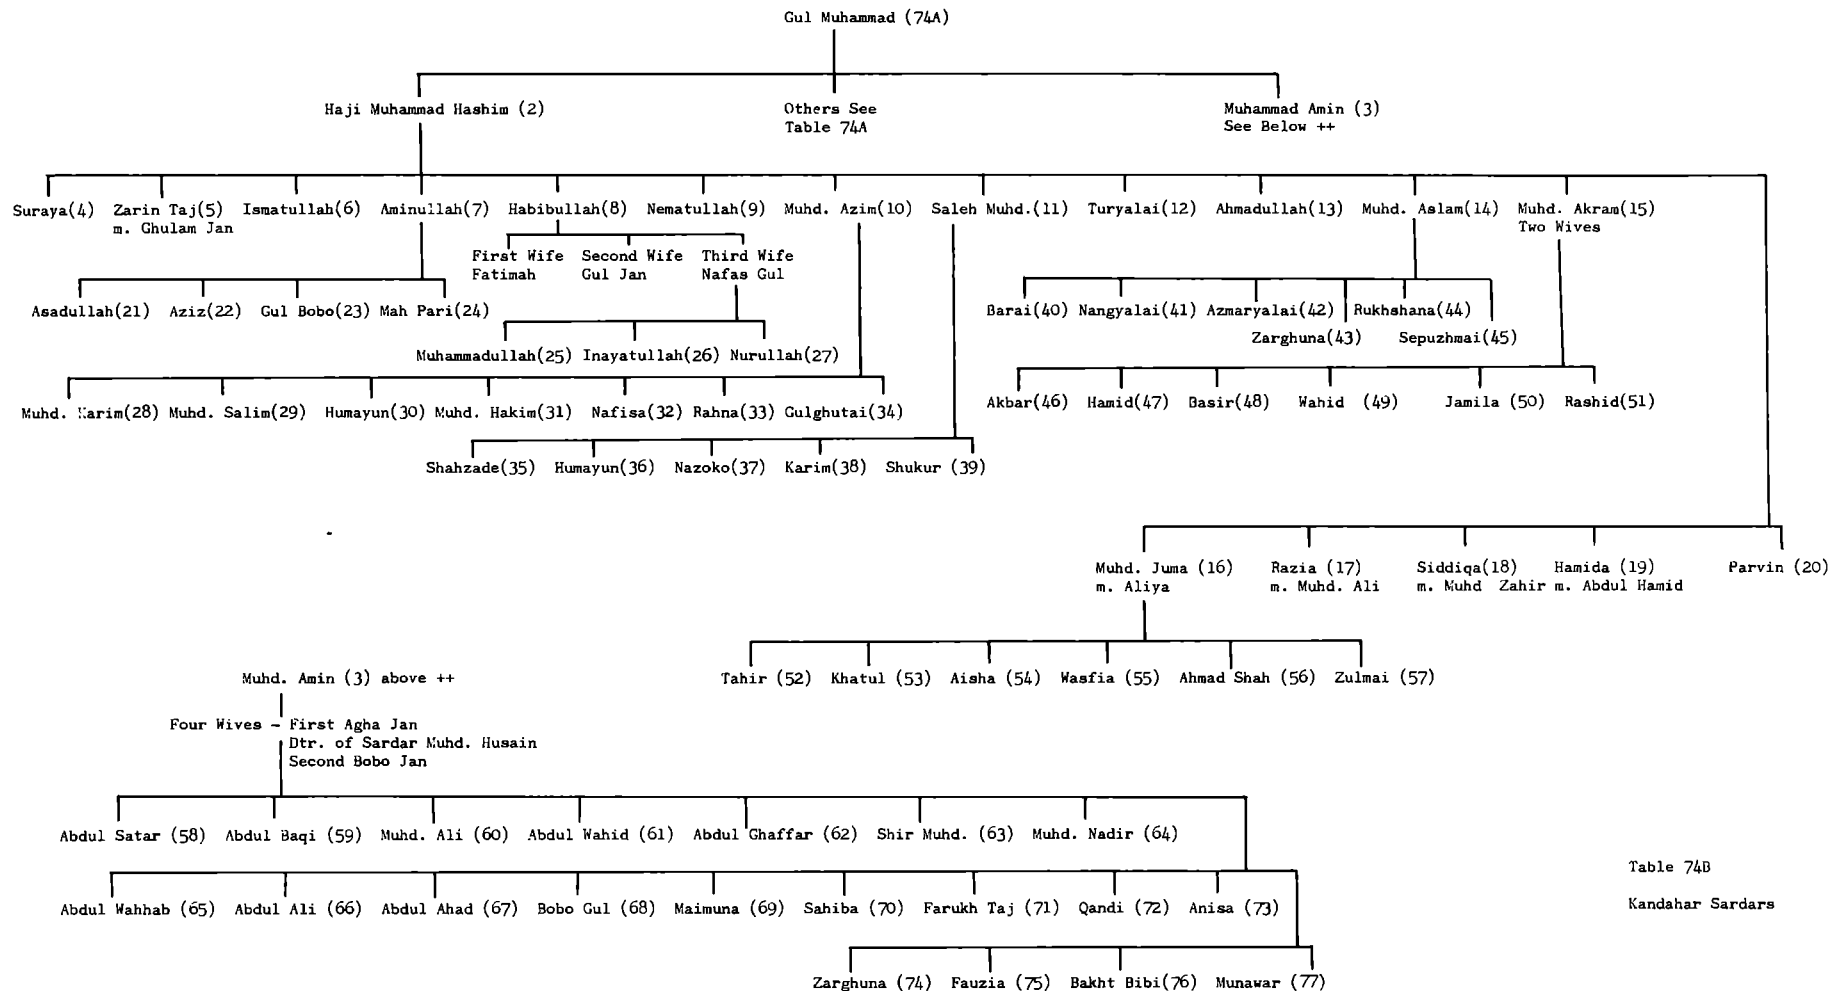 Gul Muhammad (74A)
Haji Muhammad Hashim (2)
Others See
Table 74A
Muhammad Amin (3)
See Below ++
Suraya(4) Zarin Taj(5) Ismatullah(6) Aminullah(7) Habibullah(8) Nematullah(9) Muhd. Azim(10) Saleh Muhd.(11) Turyalai(12) Ahmadullah(13) Muhd. Aslam(14) Muhd. Akram(15)
m. Ghulam Jan Two Wives
First Wife Second Wife Third Wife
Fatimah Gul Jan Nafas Gul
Asadullah(21) Aziz(22) Gul Bobo(23) Mah Pari(24)
Barai(40) Nangyalai(41) Azmaryalai(42) Rukhshana(44)
Zarghuna(43) Sepuzhmai(45)
Muhammadullah(25) Inayatullah(26) Nurullah(27)
Akbar(46) Hamid(47) Basir(48) Wahid (49) Jamila (50) Rashid(51)
Muhd. Karim(28) Muhd. Salim(29) Humayun(30) Muhd. Hakim(31) Nafisa(32) Rahna(33) Gulghutai(34)
Shahzade(35) Humayun(36) Nazoko(37) Karim(38) Shukur (39)
Muhd. Juma (16) Razia (17) Siddiqa(18) Hamida (19) Parvin (20)
m. Aliya m. Muhd. Ali m. Muhd Zahir m. Abdul Hamid
Tahir (52) Khatul (53) Aisha (54) Wasfia (55) Ahmad Shah (56) Zulmai (57)
Muhd. Amin (3) above ++
Four Wives - First Agha Jan
Dtr. of Sardar Muhd. Husain
Second Bobo Jan
Abdul Satar (58) Abdul Baqi (59) Muhd. Ali (60) Abdul Wahid (61) Abdul Ghaffar (62) Shir Muhd. (63) Muhd. Nadir (64)
Abdul Wahhab (65) Abdul Ali (66) Abdul Ahad (67) Bobo Gul (68) Maimuna (69) Sahiba (70) Farukh Taj (71) Qandi (72) Anisa (73)
Zarghuna (74) Fauzia (75) Bakht Bibi(76) Munawar (77)
Table 74B
Kandahar Sardars